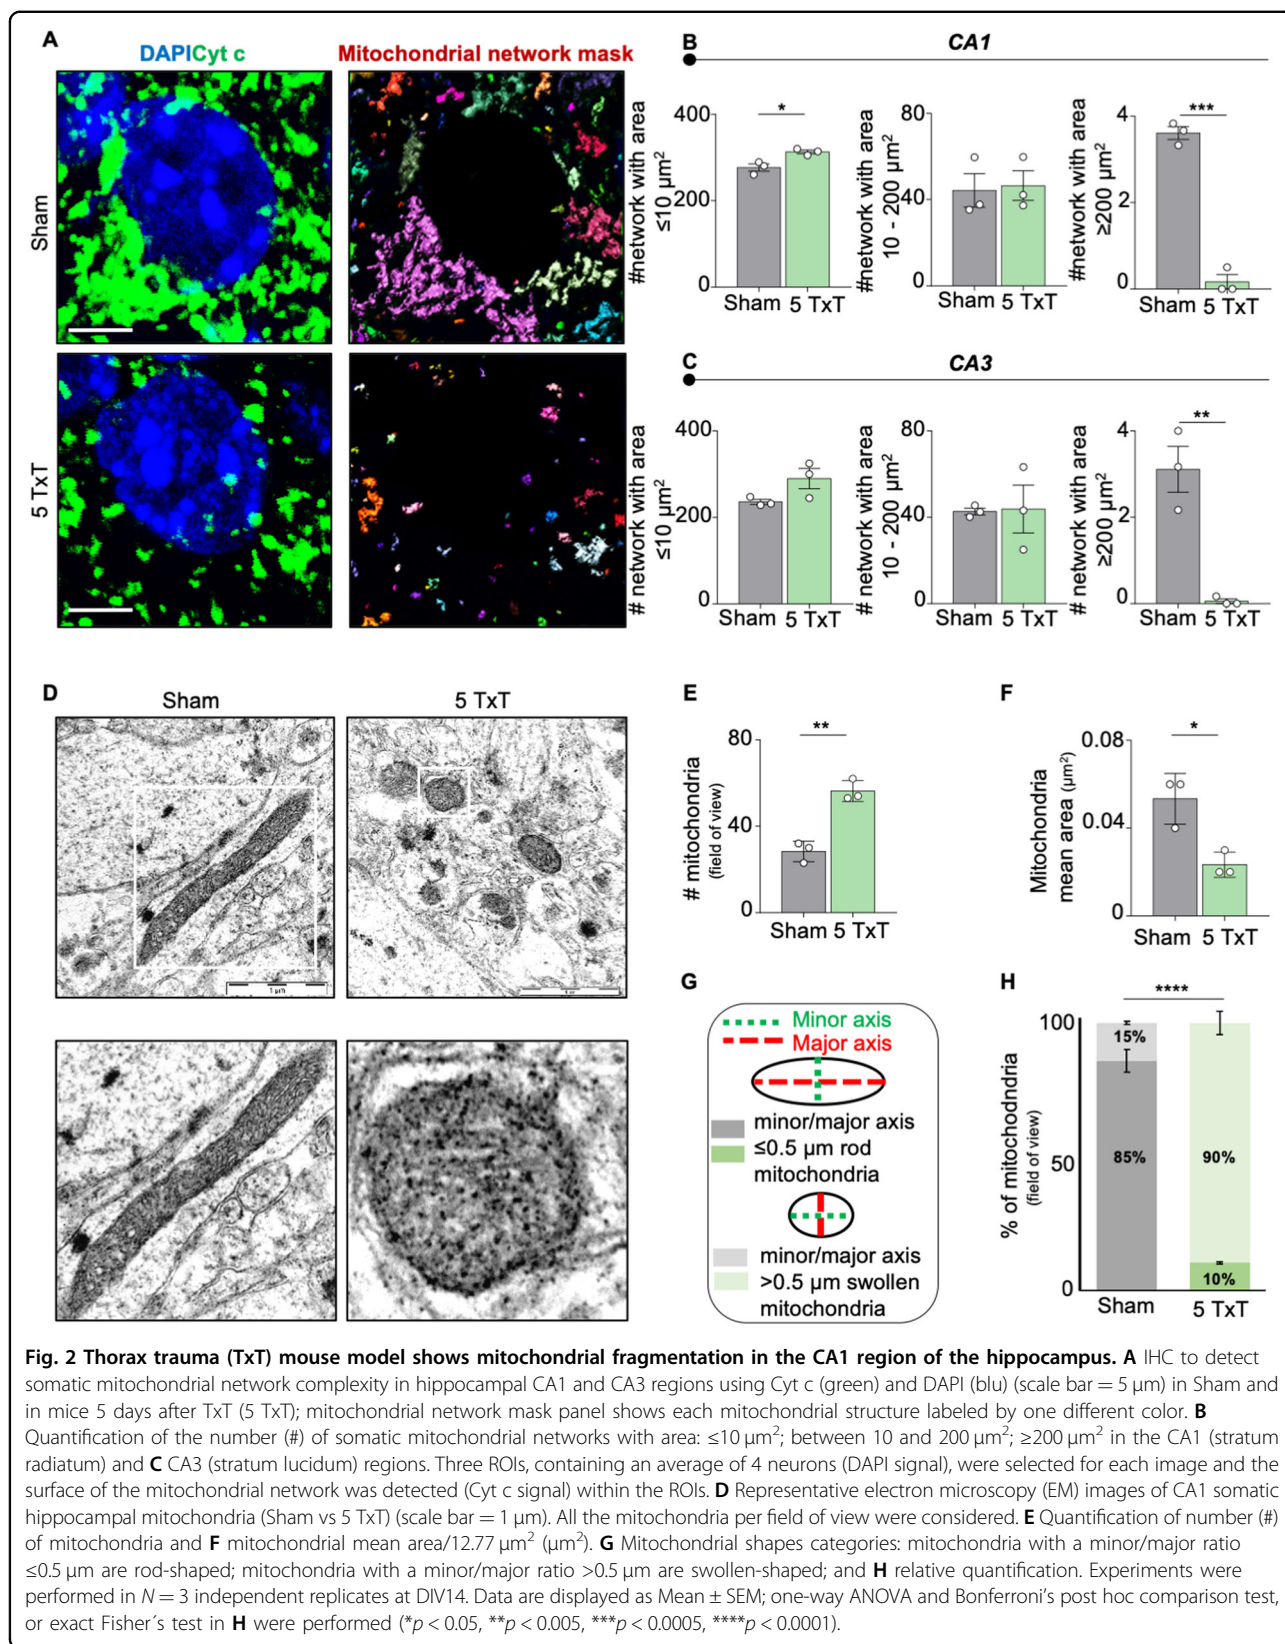 A
DAPICyt c
Mitochondrial network mask
Sham
5 TxT
B
CA1
#network with area
≤10 µm²
400
200
0
*
Sham 5 TxT
#network with area
10 - 200 µm²
80
40
0
Sham 5 TxT
#network with area
≥200 µm²
4
2
0
***
Sham 5 TxT
C
CA3
# network with area
≤10 µm²
400
200
0
Sham 5 TxT
# network with area
10 - 200 µm²
80
40
0
Sham 5 TxT
# network with area
≥200 µm²
4
2
0
**
Sham 5 TxT
D
Sham
5 TxT
1 µm
E
# mitochondria
(field of view)
80
40
0
**
Sham 5 TxT
F
Mitochondria
mean area (µm²)
0.08
0.04
0
*
Sham 5 TxT
G
Minor axis
Major axis
minor/major axis
≤0.5 µm rod
mitochondria
minor/major axis
>0.5 µm swollen
mitochondria
H
% of mitochodndria
(field of view)
100
50
0
****
15%
85%
90%
10%
Sham 5 TxT
Fig. 2 Thorax trauma (TxT) mouse model shows mitochondrial fragmentation in the CA1 region of the hippocampus. A IHC to detect
somatic mitochondrial network complexity in hippocampal CA1 and CA3 regions using Cyt c (green) and DAPI (blu) (scale bar = 5 µm) in Sham and
in mice 5 days after TxT (5 TxT); mitochondrial network mask panel shows each mitochondrial structure labeled by one different color. B
Quantification of the number (#) of somatic mitochondrial networks with area: ≤10 µm²; between 10 and 200 µm²; ≥200 µm² in the CA1 (stratum
radiatum) and C CA3 (stratum lucidum) regions. Three ROIs, containing an average of 4 neurons (DAPI signal), were selected for each image and the
surface of the mitochondrial network was detected (Cyt c signal) within the ROIs. D Representative electron microscopy (EM) images of CA1 somatic
hippocampal mitochondria (Sham vs 5 TxT) (scale bar = 1 µm). All the mitochondria per field of view were considered. E Quantification of number (#)
of mitochondria and F mitochondrial mean area/12.77 µm² (µm²). G Mitochondrial shapes categories: mitochondria with a minor/major ratio
≤0.5 µm are rod-shaped; mitochondria with a minor/major ratio >0.5 µm are swollen-shaped; and H relative quantification. Experiments were
performed in N = 3 independent replicates at DIV14. Data are displayed as Mean ± SEM; one-way ANOVA and Bonferroni's post hoc comparison test,
or exact Fisher´s test in H were performed (*p < 0.05, **p < 0.005, ***p < 0.0005, ****p < 0.0001).